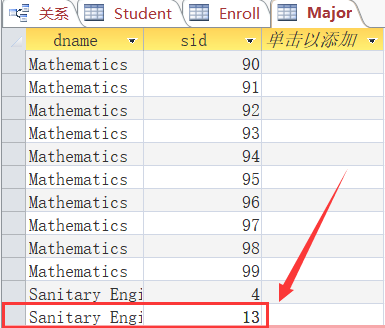 关系 Student Enroll Major
dname sid 单击以添加
Mathematics 90
Mathematics 91
Mathematics 92
Mathematics 93
Mathematics 94
Mathematics 95
Mathematics 96
Mathematics 97
Mathematics 98
Mathematics 99
Sanitary Engi 4
Sanitary Engi 13